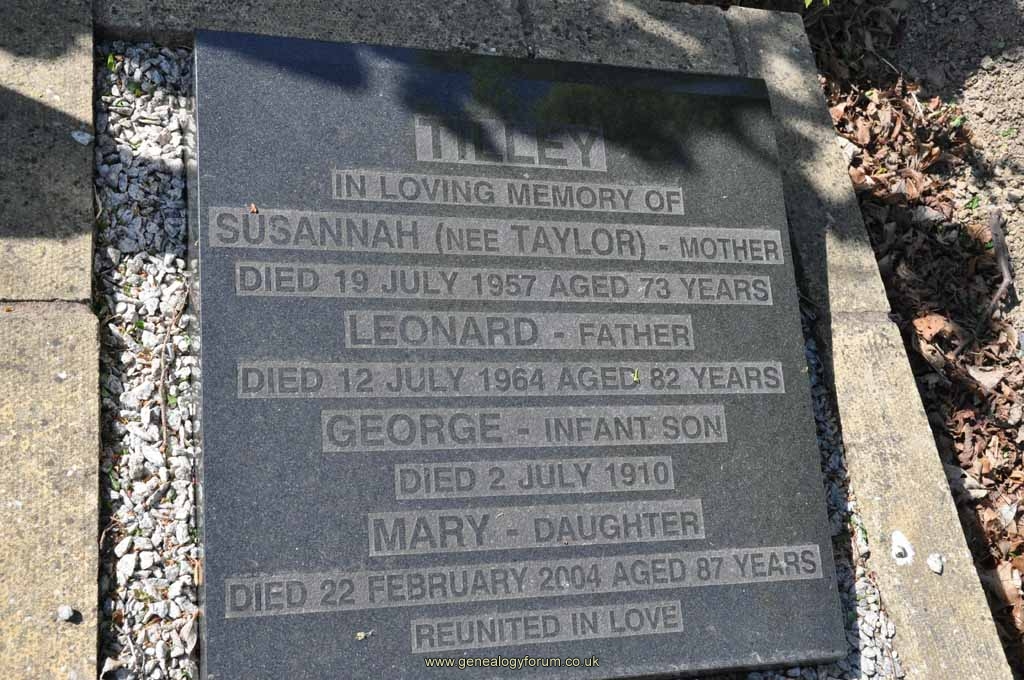 TILLEY
IN LOVING MEMORY OF
SUSANNAH (NEE TAYLOR) - MOTHER
DIED 19 JULY 1957 AGED 73 YEARS
LEONARD - FATHER
DIED 12 JULY 1964 AGED 82 YEARS
GEORGE - INFANT SON
DIED 2 JULY 1910
MARY - DAUGHTER
DIED 22 FEBRUARY 2004 AGED 87 YEARS
REUNITED IN LOVE
www.genealogyforum.co.uk